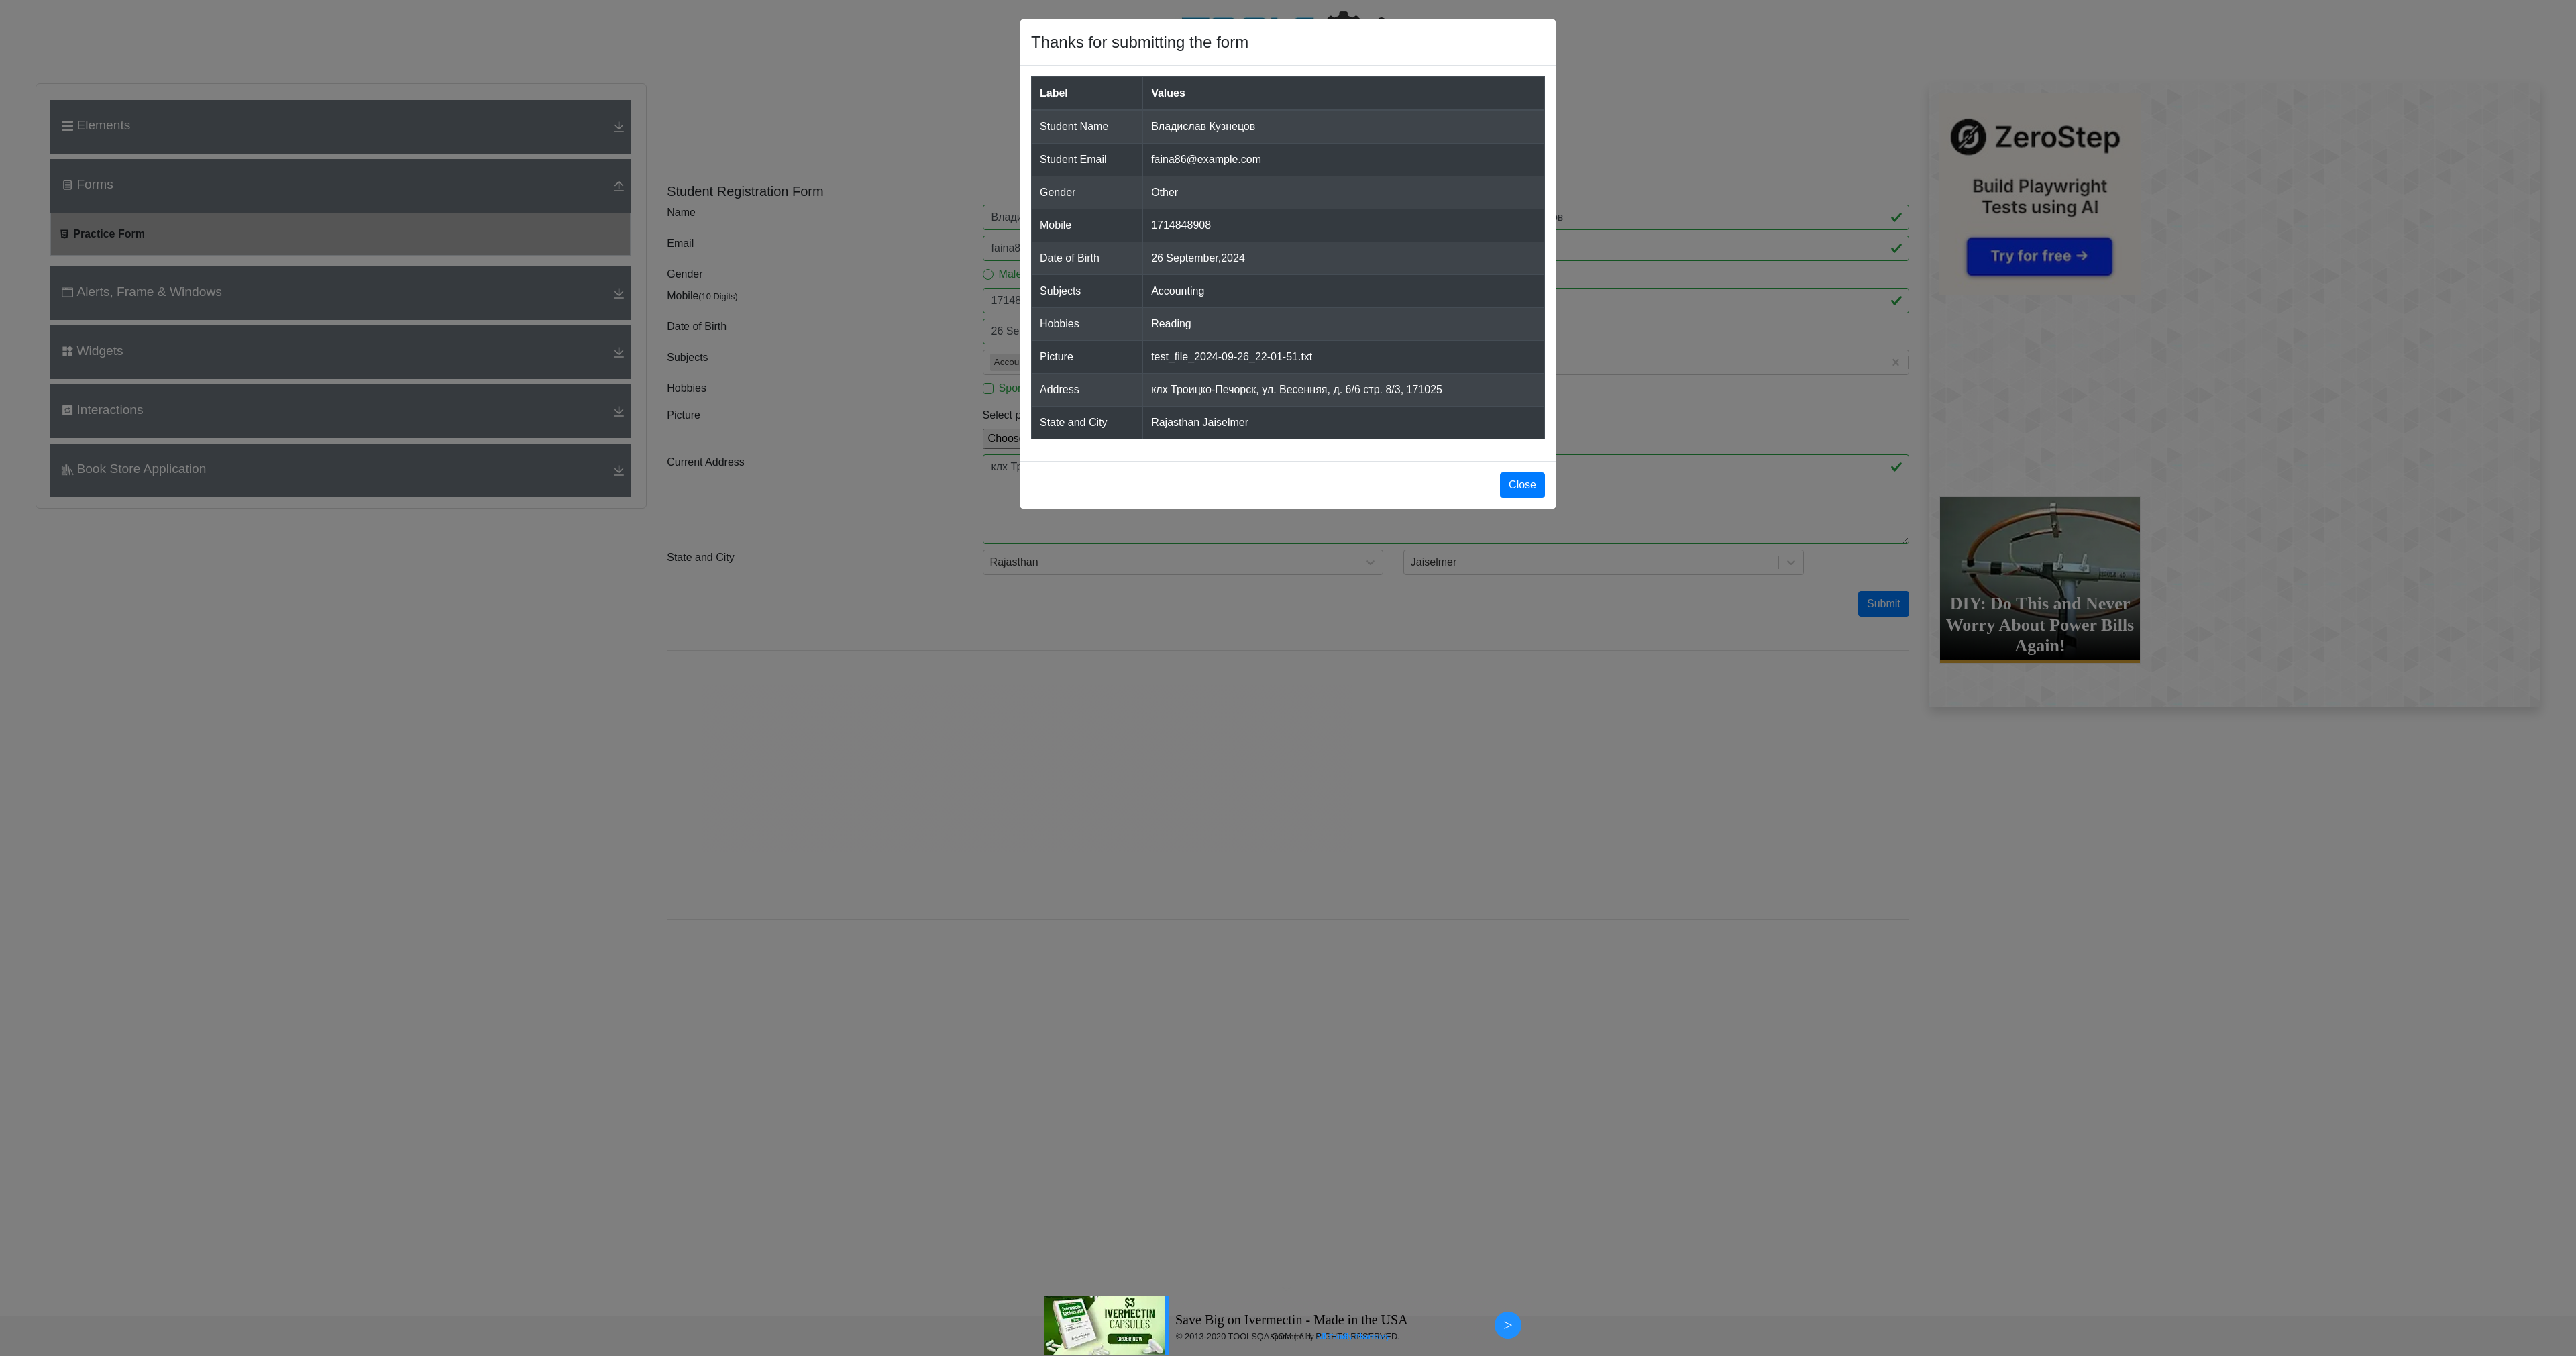 Thanks for submitting the form
Label Values
Student Name Владислав Кузнецов
Student Email faina86@example.com
Gender Other
Mobile 1714848908
Date of Birth 26 September,2024
Subjects Accounting
Hobbies Reading
Picture test_file_2024-09-26_22-01-51.txt
Address клх Троицко-Печорск, ул. Весенняя, д. 6/6 стр. 8/3, 171025
State and City Rajasthan Jaiselmer
Close
Elements
Forms
Practice Form
Alerts, Frame & Windows
Widgets
Interactions
Book Store Application
Student Registration Form
Name
Email
Gender Male
Mobile(10 Digits) 17148
Date of Birth 26 Se
Subjects Accou
Hobbies Spor
Picture Select p
Choose
Current Address клх Тр
State and City Rajasthan Jaiselmer
Submit
ZeroStep
Build Playwright
Tests using AI
Try for free →
DIY: Do This and Never
Worry About Power Bills
Again!
$3
IVERMECTIN
CAPSULES
ORDER NOW
Save Big on Ivermectin - Made in the USA
© 2013-2020 TOOLSQA.COM | ALL RIGHTS RESERVED.
>